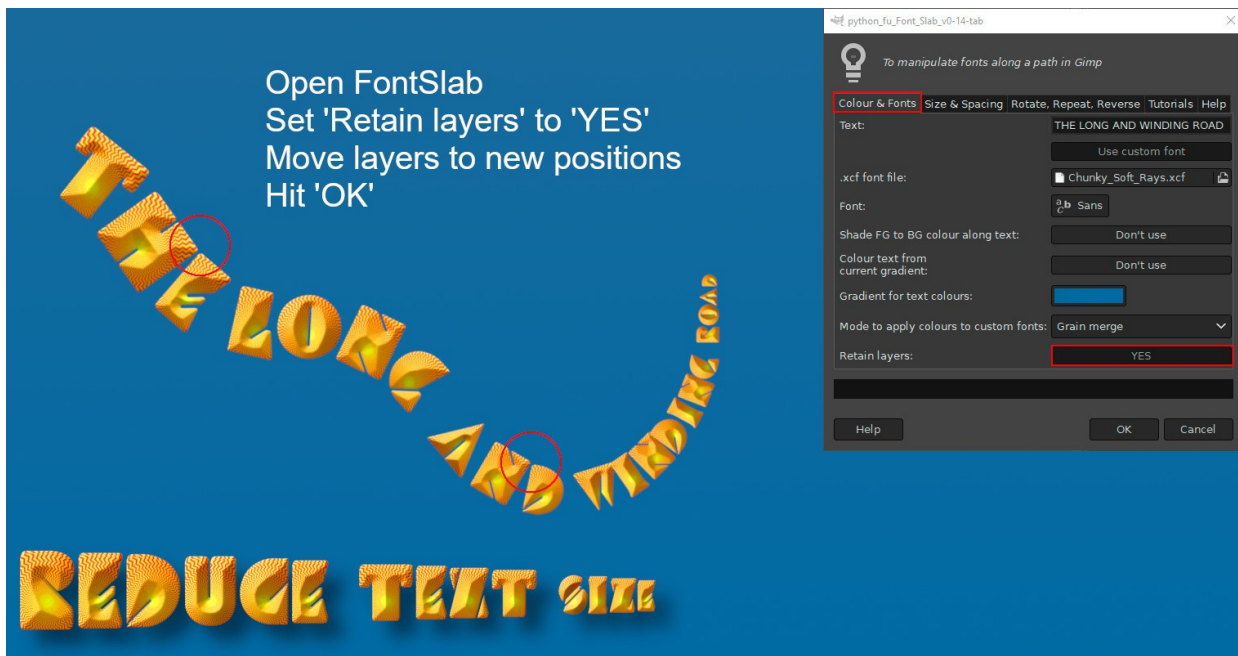 Open FontSlab
Set 'Retain layers' to 'YES'
Move layers to new positions
Hit 'OK'
THE LONG AND WINDING ROAD
REDUCE TEXT SIZE
python_fu_Font_Slab_v0-14-tab
To manipulate fonts along a path in Gimp
Colour & Fonts Size & Spacing Rotate, Repeat, Reverse Tutorials Help
Text: THE LONG AND WINDING ROAD
Use custom font
.xcf font file: Chunky_Soft_Rays.xcf
Font: a b c Sans
Shade FG to BG colour along text: Don't use
Colour text from
current gradient: Don't use
Gradient for text colours:
Mode to apply colours to custom fonts: Grain merge
Retain layers: YES
Help OK Cancel